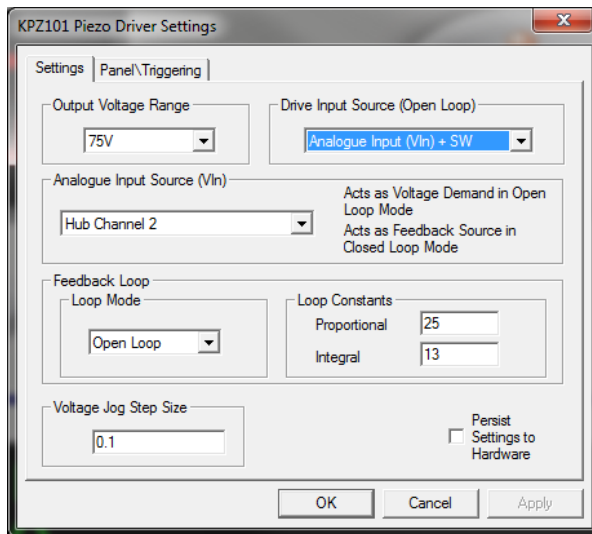 KPZ101 Piezo Driver Settings
Settings
Panel\Triggering
Output Voltage Range
75V
Drive Input Source (Open Loop)
Analogue Input (VIn) + SW
Analogue Input Source (VIn)
Hub Channel 2
Acts as Voltage Demand in Open
Loop Mode
Acts as Feedback Source in
Closed Loop Mode
Feedback Loop
Loop Mode
Open Loop
Loop Constants
Proportional
25
Integral
13
Voltage Jog Step Size
0.1
Persist
Settings to
Hardware
OK
Cancel
Apply